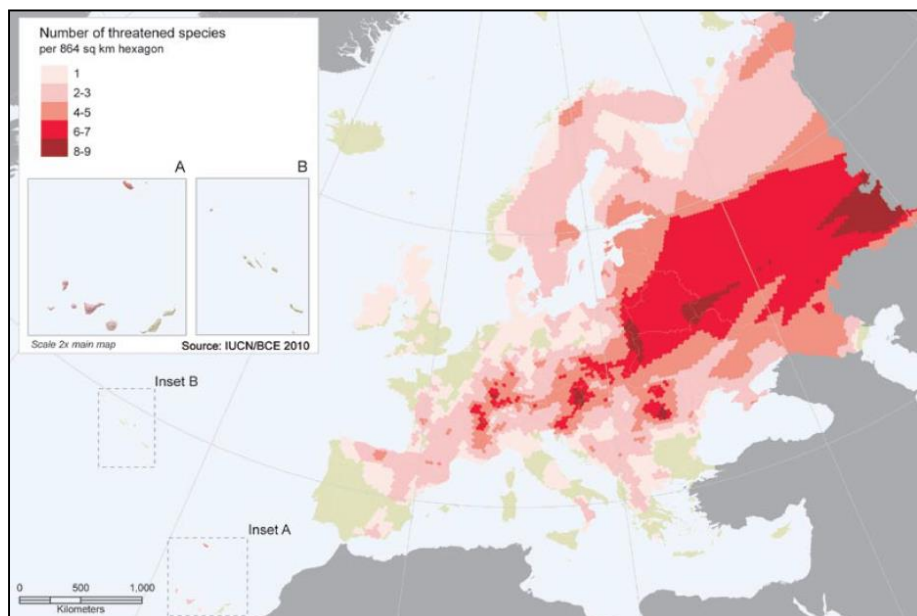 Number of threatened species
per 864 sq km hexagon
1
2-3
4-5
6-7
8-9
A
B
Scale 2x main map
Source: IUCN/BCE 2010
Inset B
Inset A
0 500 1,000
Kilometers